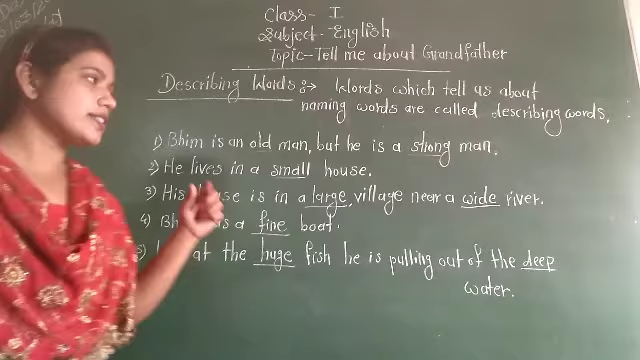 Class- I
Subject- English
Topic-Tell me about Grandfather
Describing Words :→ Words which tell us about
naming words are called describing words.
1) Bhim is an old man, but he is a strong man.
2) He lives in a small house.
3) His house is in a large village near a wide river.
4) is a fine boat.
5) at the huge fish he is pulling out of the deep
water.